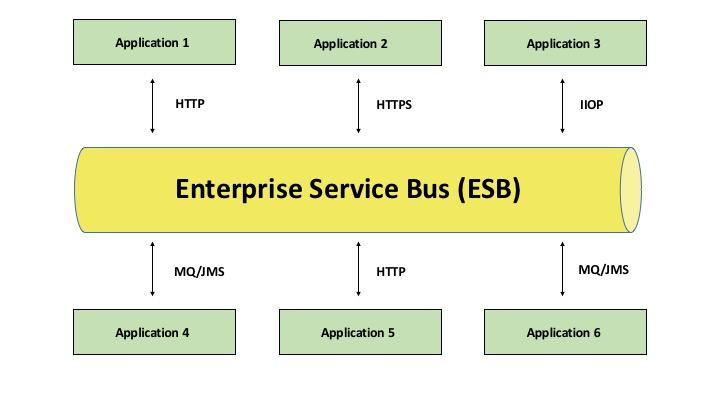 Application 1
Application 2
Application 3
HTTP
HTTPS
IIOP
Enterprise Service Bus (ESB)
MQ/JMS
HTTP
MQ/JMS
Application 4
Application 5
Application 6